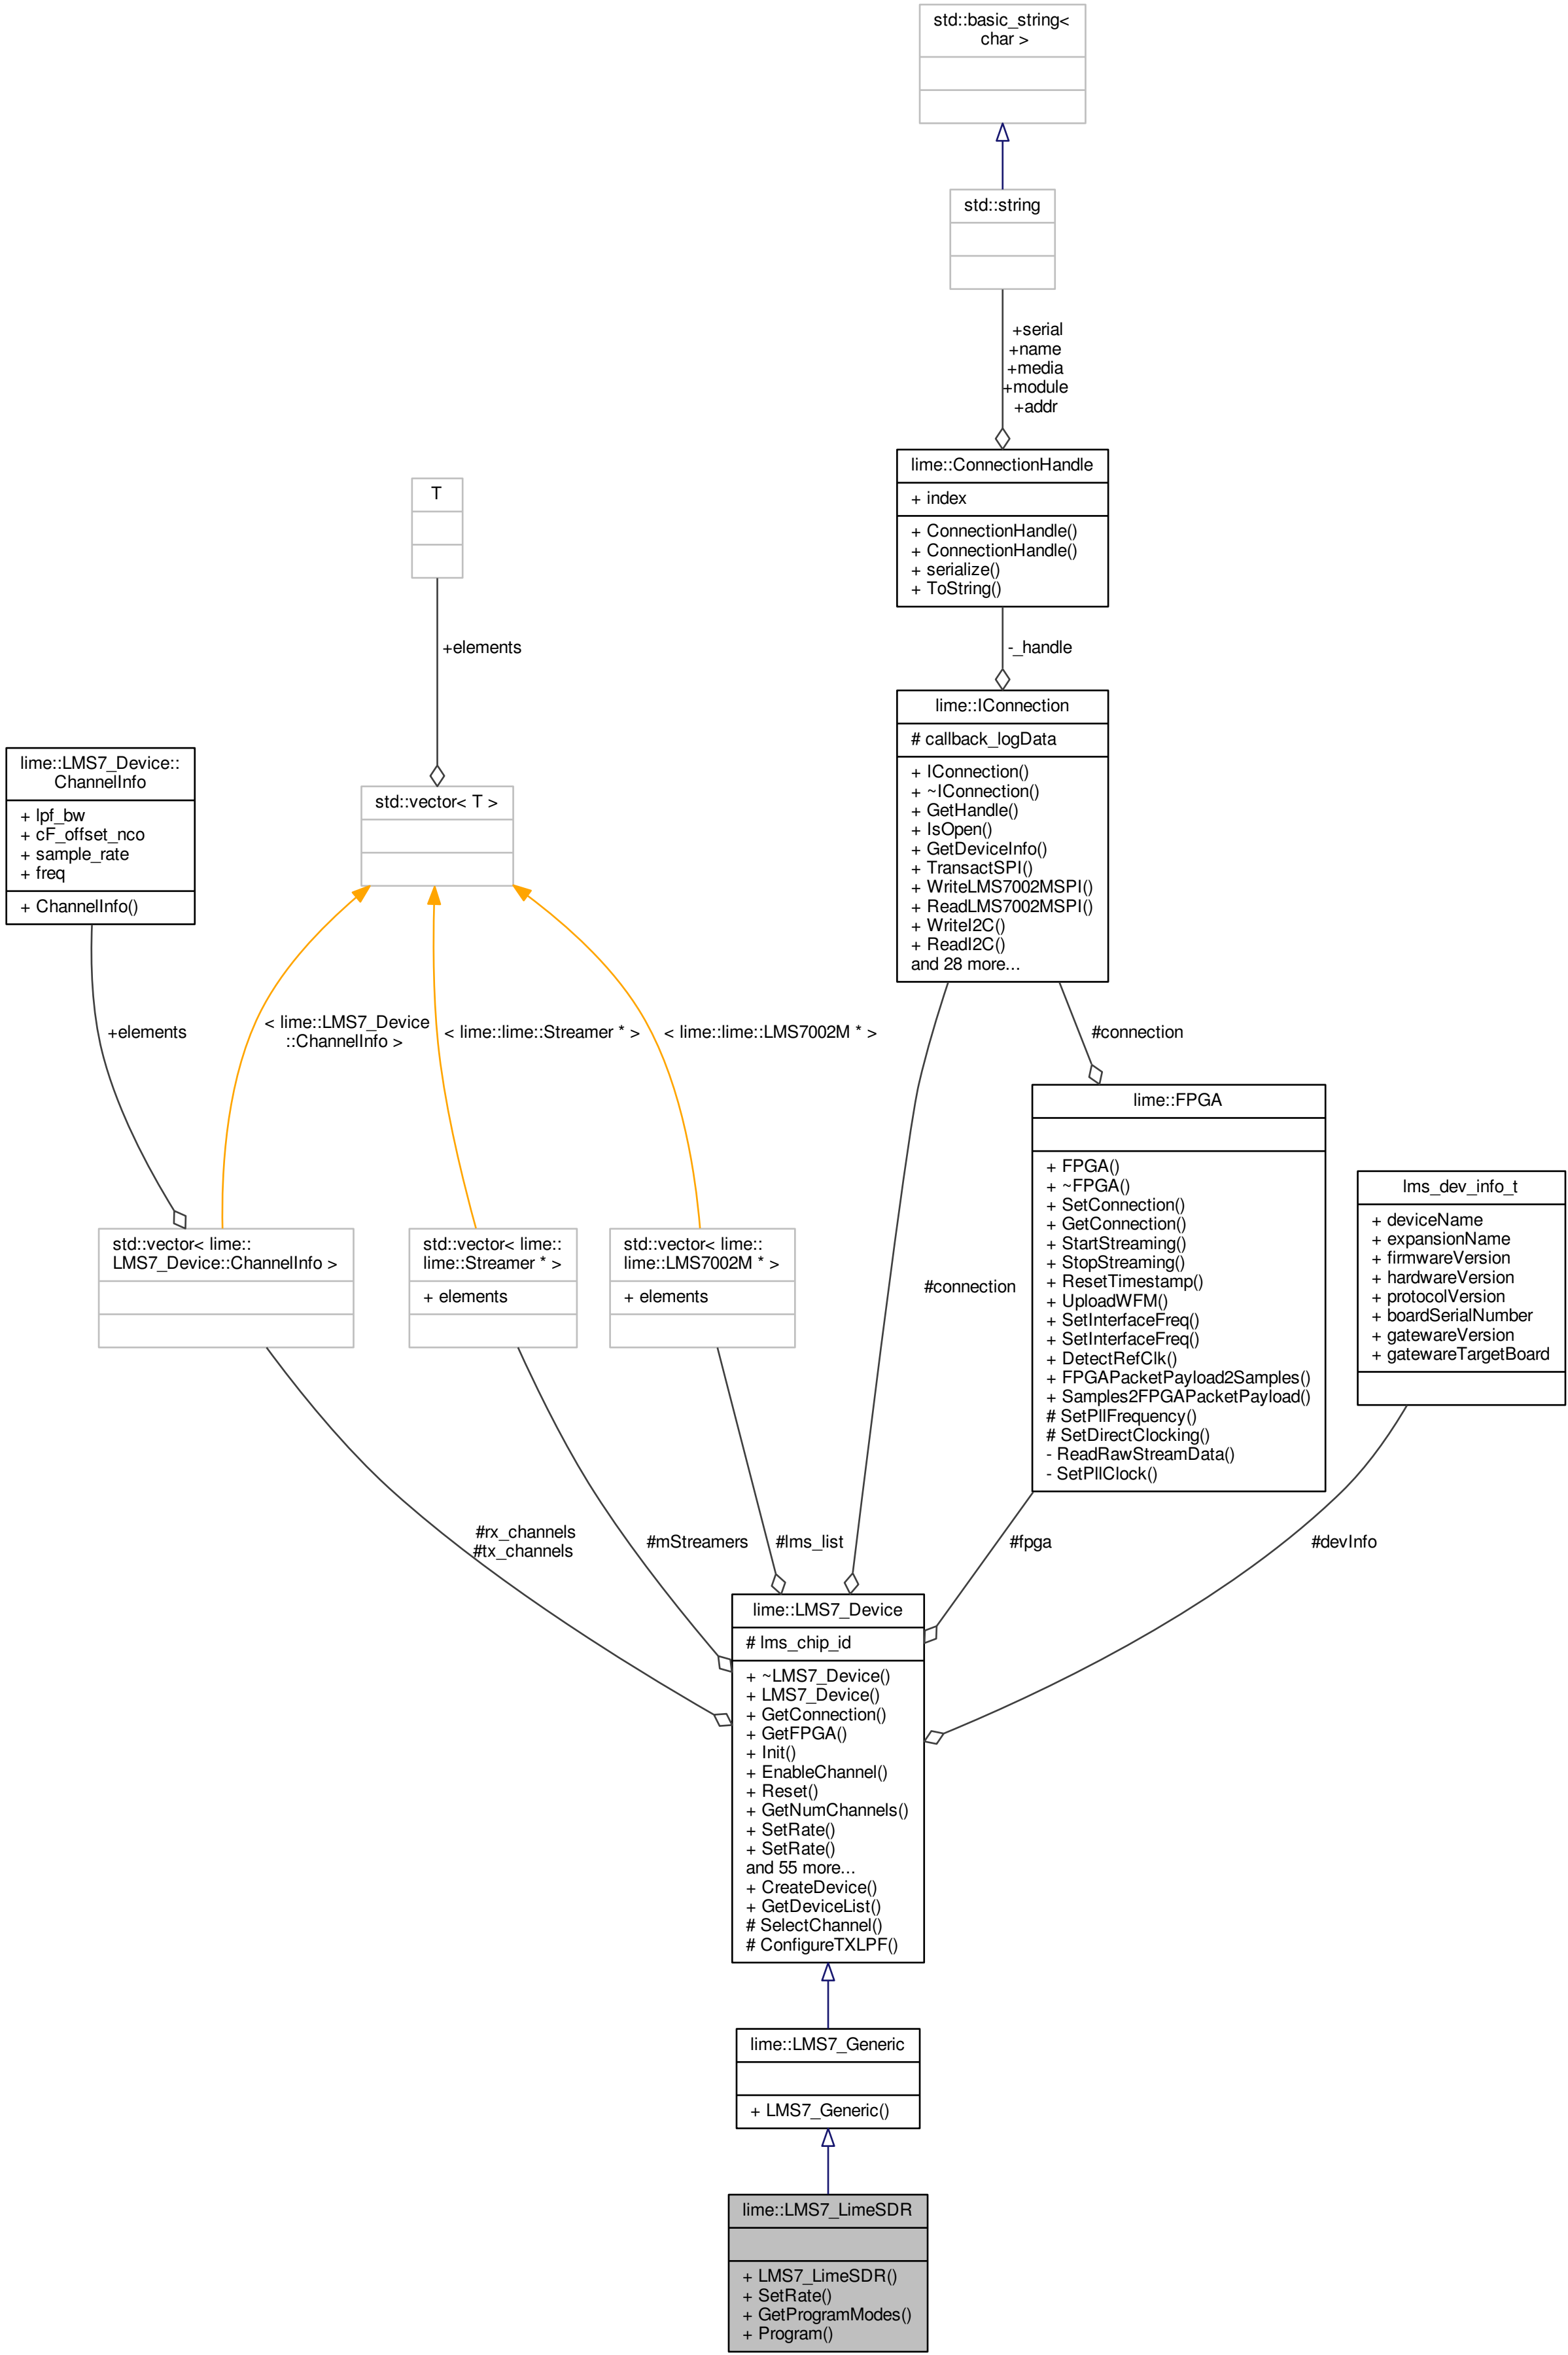 std::basic_string<
char >
std::string
+serial
+name
+media
+module
+addr
lime::ConnectionHandle
+ index
+ ConnectionHandle()
+ ConnectionHandle()
+ serialize()
+ ToString()
T
+elements
-_handle
lime::IConnection
# callback_logData
+ IConnection()
+ ~IConnection()
+ GetHandle()
+ IsOpen()
+ GetDeviceInfo()
+ TransactSPI()
+ WriteLMS7002MSPI()
+ ReadLMS7002MSPI()
+ WriteI2C()
+ ReadI2C()
and 28 more...
lime::LMS7_Device::
ChannelInfo
+ lpf_bw
+ cF_offset_nco
+ sample_rate
+ freq
+ ChannelInfo()
std::vector< T >
+elements
< lime::LMS7_Device
::ChannelInfo >
< lime::lime::Streamer * >
< lime::lime::LMS7002M * >
#connection
lime::FPGA
+ FPGA()
+ ~FPGA()
+ SetConnection()
+ GetConnection()
+ StartStreaming()
+ StopStreaming()
+ ResetTimestamp()
+ UploadWFM()
+ SetInterfaceFreq()
+ SetInterfaceFreq()
+ DetectRefClk()
+ FPGAPacketPayload2Samples()
+ Samples2FPGAPacketPayload()
# SetPllFrequency()
# SetDirectClocking()
- ReadRawStreamData()
- SetPllClock()
lms_dev_info_t
+ deviceName
+ expansionName
+ firmwareVersion
+ hardwareVersion
+ protocolVersion
+ boardSerialNumber
+ gatewareVersion
+ gatewareTargetBoard
std::vector< lime::
LMS7_Device::ChannelInfo >
std::vector< lime::
lime::Streamer * >
+ elements
std::vector< lime::
lime::LMS7002M * >
+ elements
#connection
#rx_channels
#tx_channels
#mStreamers
#lms_list
#fpga
#devInfo
lime::LMS7_Device
# lms_chip_id
+ ~LMS7_Device()
+ LMS7_Device()
+ GetConnection()
+ GetFPGA()
+ Init()
+ EnableChannel()
+ Reset()
+ GetNumChannels()
+ SetRate()
+ SetRate()
and 55 more...
+ CreateDevice()
+ GetDeviceList()
# SelectChannel()
# ConfigureTXLPF()
lime::LMS7_Generic
+ LMS7_Generic()
lime::LMS7_LimeSDR
+ LMS7_LimeSDR()
+ SetRate()
+ GetProgramModes()
+ Program()